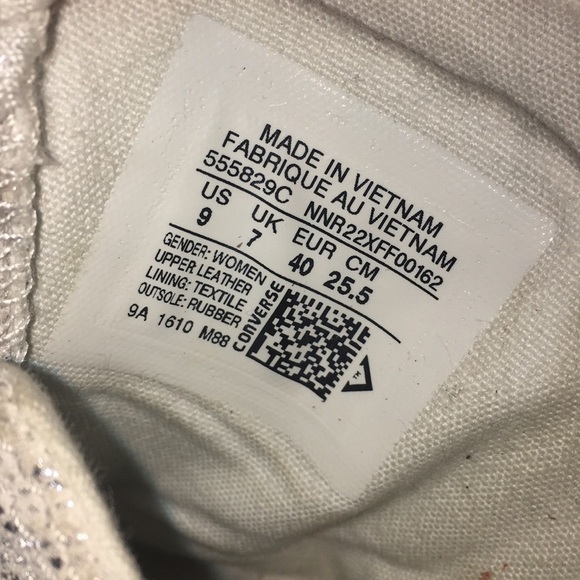 MADE IN VIETNAM
FABRIQUE AU VIETNAM
555829C NNR22XFF00162
US UK EUR CM
9 7 40 25.5
GENDER: WOMEN
UPPER LEATHER
LINING: TEXTILE
OUTSOLE: RUBBER
9A 1610 M88
CONVERSE